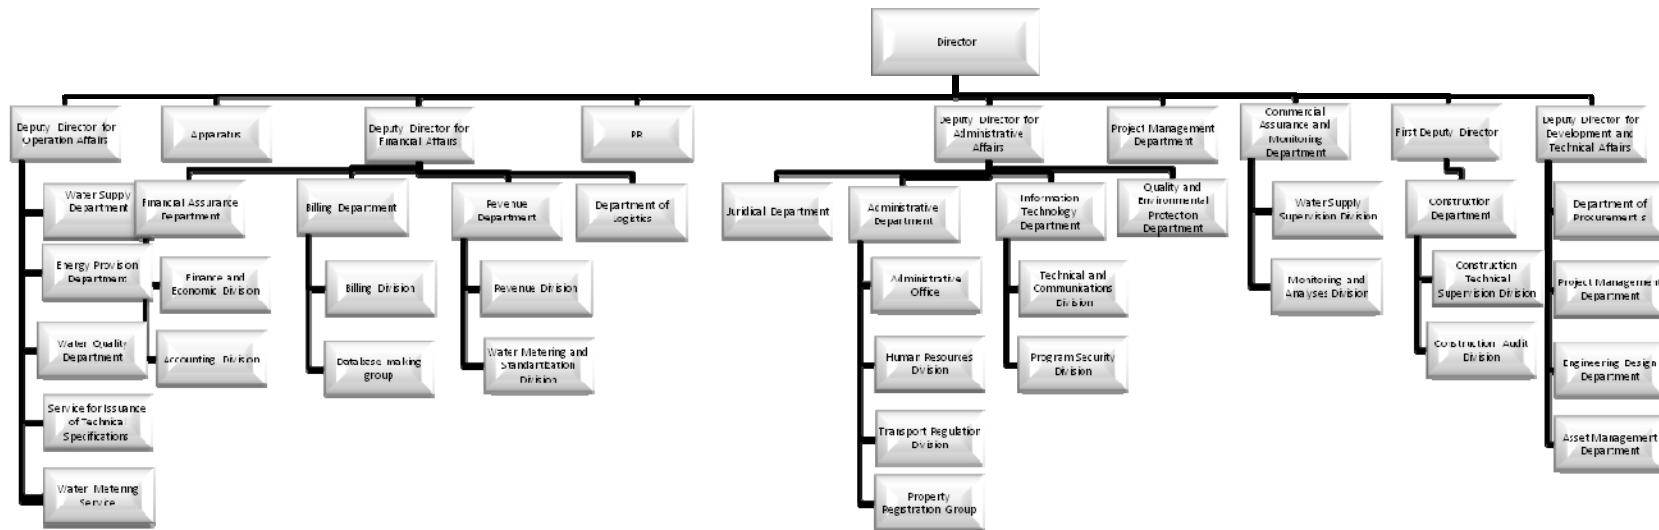 Director
Deputy Director for
Operation Affairs
Apparatus
Deputy Director for
Financial Affairs
PR
Deputy Director for
Administrative
Affairs
Project Management
Department
Commercial
Assurance and
Monitoring
Department
First Deputy Director
Deputy Director for
Development and
Technical Affairs
Water Supply
Department
Energy Provision
Department
Water Quality
Department
Service for Issuance
of Technical
Specifications
Water Metering
Service
Financial Assurance
Department
Finance and
Economic Division
Accounting Division
Billing Department
Billing Division
Database making
group
Revenue
Department
Revenue Division
Water Metering and
Standartization
Division
Department of
Logistics
Juridical Department
Administrative
Department
Administrative
Office
Human Resources
Division
Transport Regulation
Division
Property
Registration Group
Information
Technology
Department
Technical and
Communications
Division
Program Security
Division
Quality and
Environmental
Protection
Department
Water Supply
Supervision Division
Monitoring and
Analyses Division
Construction
Department
Construction
Technical
Supervision Division
Construction Audit
Division
Department of
Procurements
Project Management
Department
Engineering Design
Department
Asset Management
Department